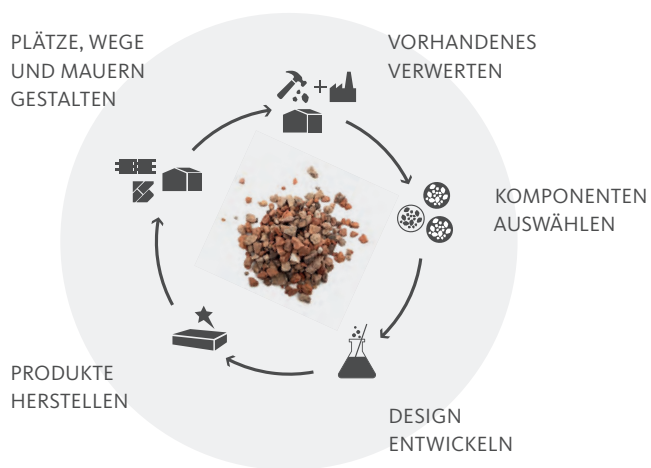 PLÄTZE, WEGE
UND MAUERN
GESTALTEN
VORHANDENES
VERWERTEN
KOMPONENTEN
AUSWÄHLEN
DESIGN
ENTWICKELN
PRODUKTE
HERSTELLEN